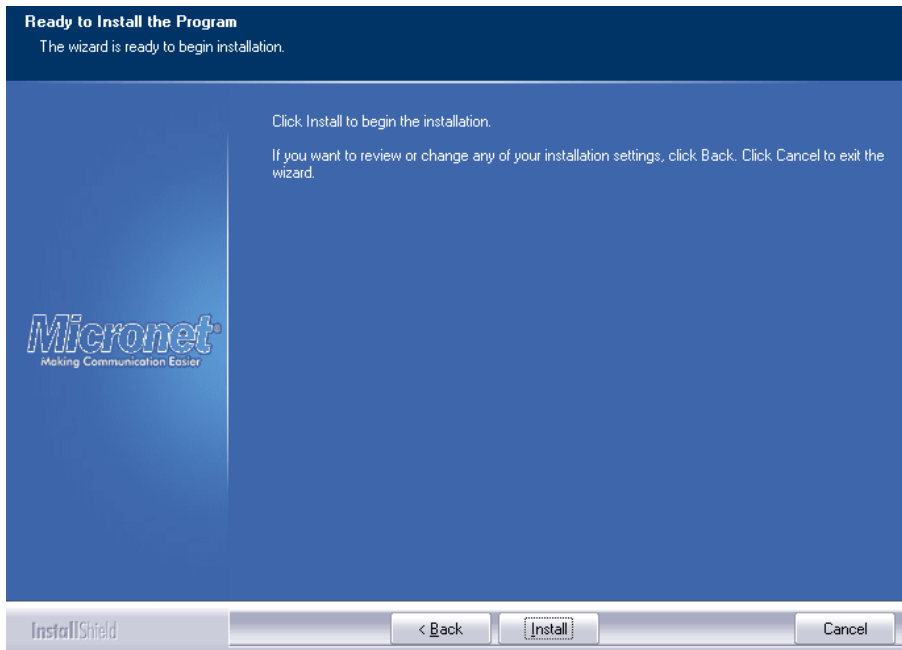 Ready to Install the Program
The wizard is ready to begin installation.
Click Install to begin the installation.
If you want to review or change any of your installation settings, click Back. Click Cancel to exit the
wizard.
Micronet®
Making Communication Easier
InstallShield
< Back
Install
Cancel